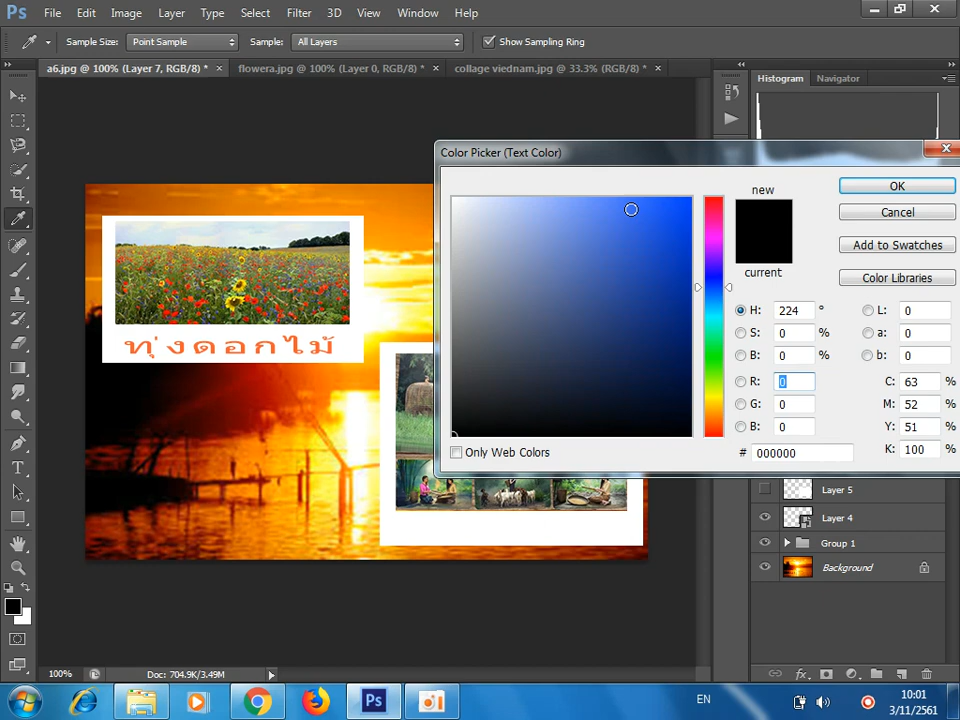 Ps File Edit Image Layer Type Select Filter 3D View Window Help
Sample Size: Point Sample Sample: All Layers Show Sampling Ring
a6.jpg @ 100% (Layer 7, RGB/8) * × flowera.jpg @ 100% (Layer 0, RGB/8) * × collage viednam.jpg @ 33.3% (RGB/8) * ×
Histogram Navigator
Color Picker (Text Color)
new
OK
Cancel
Add to Swatches
current
Color Libraries
H: 224 ° L: 0
S: 0 % a: 0
B: 0 % b: 0
R: 0 C: 63 %
G: 0 M: 52 %
B: 0 Y: 51 %
# 000000 K: 100 %
Only Web Colors
ทุ่งดอกไม้
Layer 5
Layer 4
Group 1
Background
T
100% Doc: 704.9K/3.49M
fx
Ps EN 10:01
3/11/2561